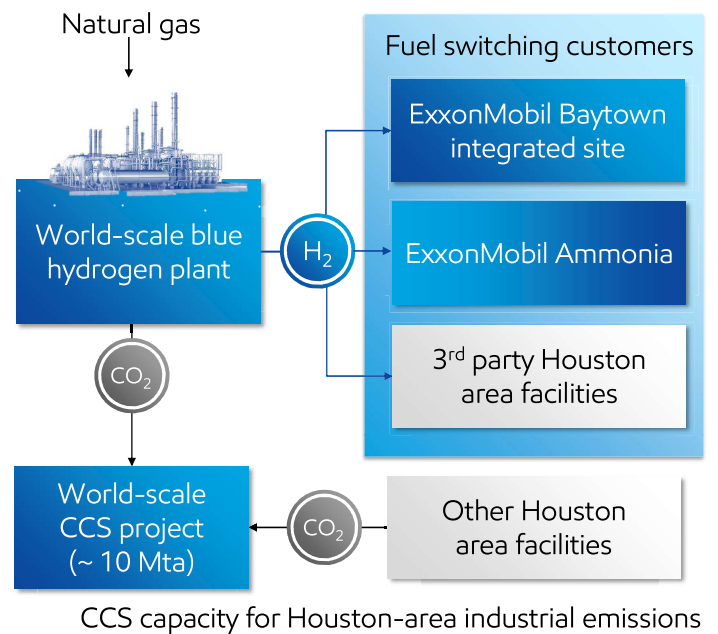 Natural gas
Fuel switching customers
ExxonMobil Baytown
integrated site
World-scale blue
hydrogen plant
H₂
ExxonMobil Ammonia
3rd party Houston
area facilities
CO₂
World-scale
CCS project
(~ 10 Mta)
CO₂
Other Houston
area facilities
CCS capacity for Houston-area industrial emissions